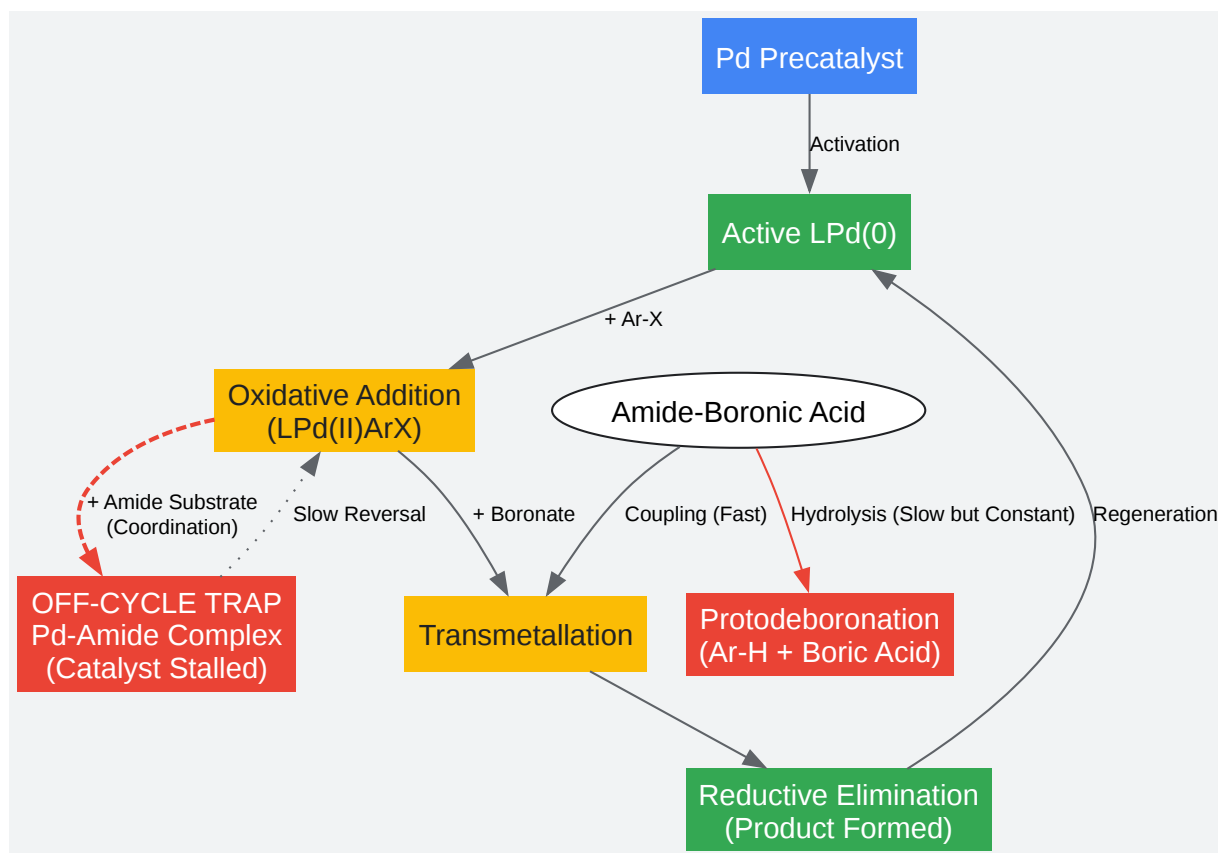 Pd Precatalyst
Activation
Active LPd(0)
+ Ar-X
Oxidative Addition
(LPd(II)ArX)
Amide-Boronic Acid
+ Amide Substrate
(Coordination)
Slow Reversal
+ Boronate
Coupling (Fast)
Hydrolysis (Slow but Constant)
Regeneration
OFF-CYCLE TRAP
Pd-Amide Complex
(Catalyst Stalled)
Transmetallation
Protodeboronation
(Ar-H + Boric Acid)
Reductive Elimination
(Product Formed)